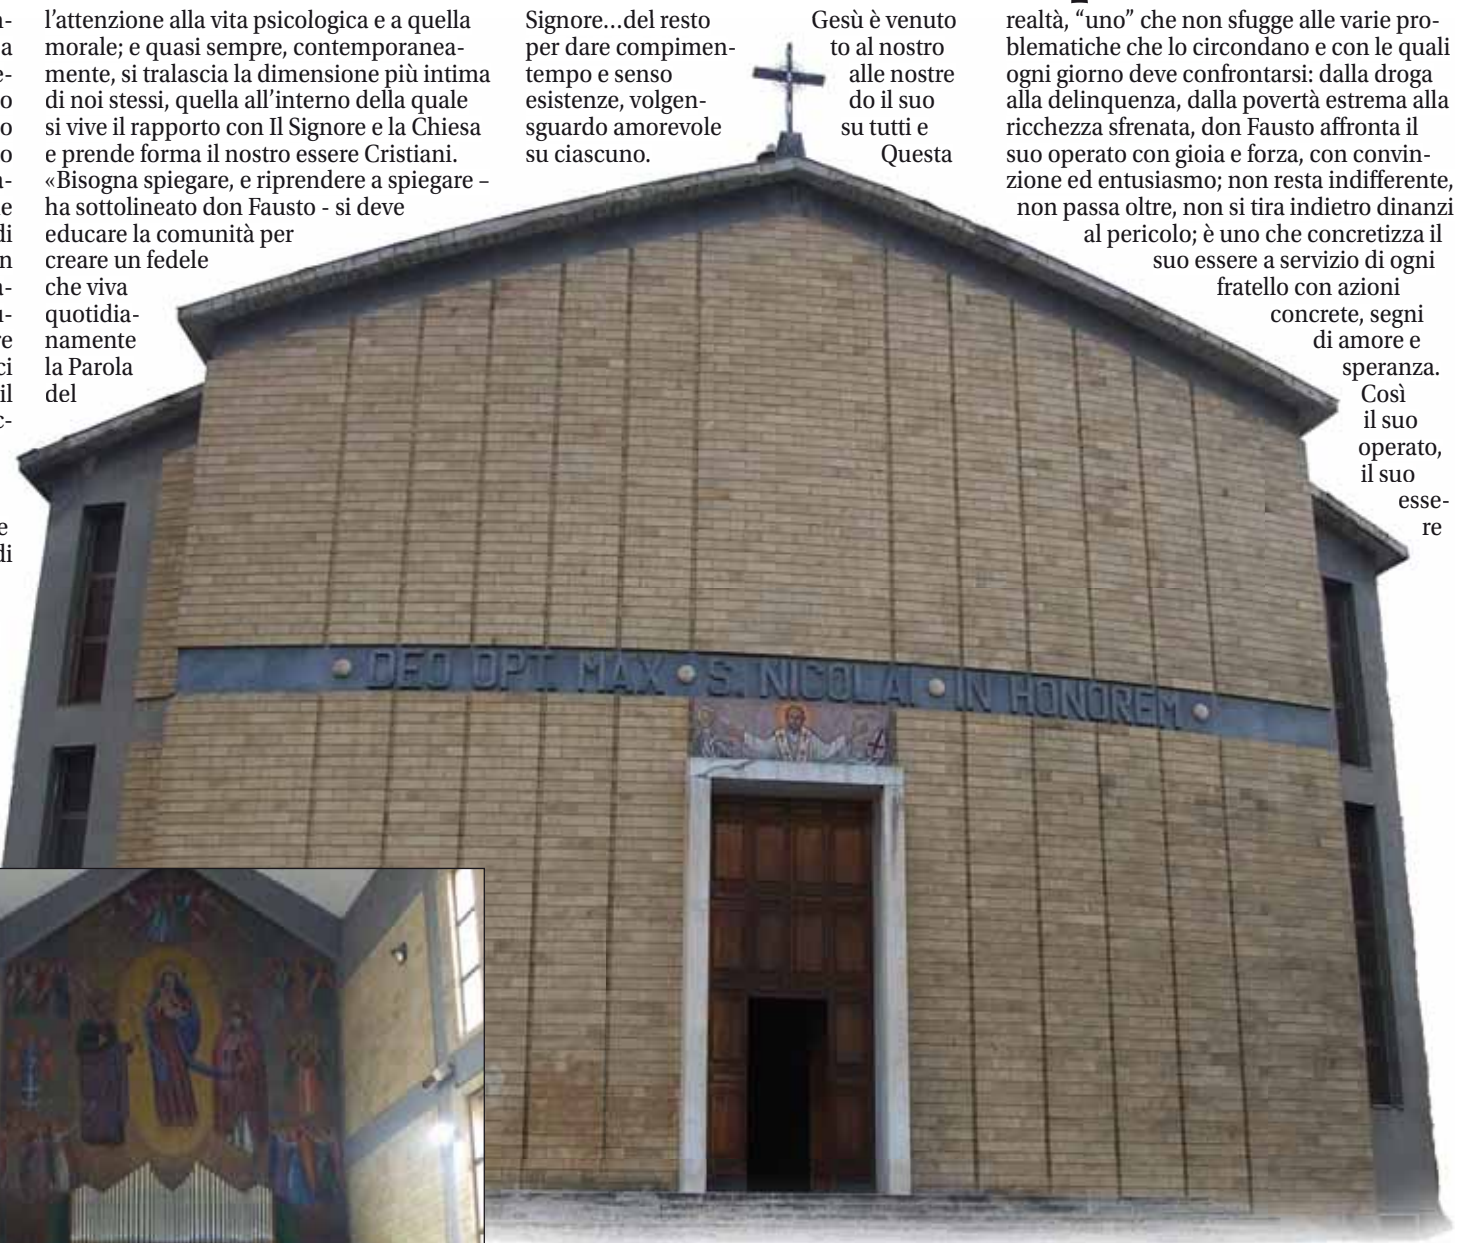 l'attenzione alla vita psicologica e a quella
morale; e quasi sempre, contemporanea-
mente, si tralascia la dimensione più intima
di noi stessi, quella all'interno della quale
si vive il rapporto con Il Signore e la Chiesa
e prende forma il nostro essere Cristiani.
«Bisogna spiegare, e riprendere a spiegare –
ha sottolineato don Fausto - si deve
educare la comunità per
creare un fedele
che viva
quotidia-
namente
la Parola
del
Signore…del resto Gesù è venuto
per dare compimen- to al nostro
tempo e senso alle nostre
esistenze, volgen- do il suo
sguardo amorevole su tutti e
su ciascuno. Questa
realtà, “uno” che non sfugge alle varie pro-
blematiche che lo circondano e con le quali
ogni giorno deve confrontarsi: dalla droga
alla delinquenza, dalla povertà estrema alla
ricchezza sfrenata, don Fausto affronta il
suo operato con gioia e forza, con convin-
zione ed entusiasmo; non resta indifferente,
non passa oltre, non si tira indietro dinanzi
al pericolo; è uno che concretizza il
suo essere a servizio di ogni
fratello con azioni
concrete, segni
di amore e
speranza.
Così
il suo
operato,
il suo
esse-
re
DEO OPT. MAX • S. NICOLAI • IN HONOREM